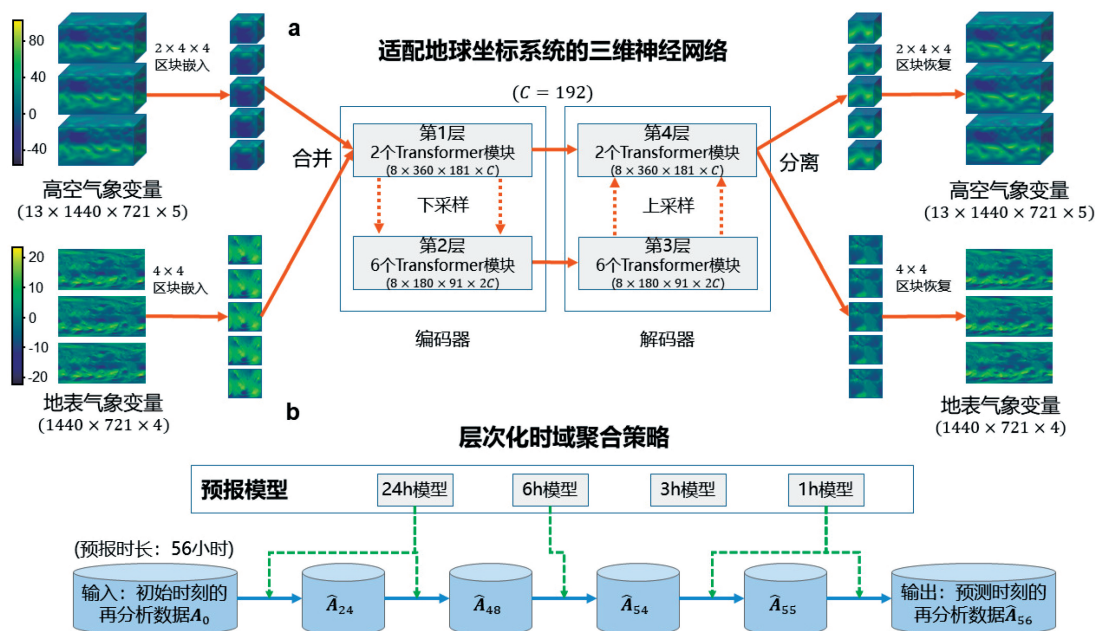 a
适配地球坐标系统的三维神经网络
80
40
0
-40
2 × 4 × 4
区块嵌入
高空气象变量
(13 × 1440 × 721 × 5)
20
10
0
-10
-20
4 × 4
区块嵌入
地表气象变量
(1440 × 721 × 4)
合并
(C = 192)
第1层
2个Transformer模块
(8 × 360 × 181 × C)
下采样
第2层
6个Transformer模块
(8 × 180 × 91 × 2C)
编码器
第4层
2个Transformer模块
(8 × 360 × 181 × C)
上采样
第3层
6个Transformer模块
(8 × 180 × 91 × 2C)
解码器
分离
2 × 4 × 4
区块恢复
高空气象变量
(13 × 1440 × 721 × 5)
4 × 4
区块恢复
地表气象变量
(1440 × 721 × 4)
b
层次化时域聚合策略
预报模型
24h模型
6h模型
3h模型
1h模型
(预报时长：56小时)
输入：初始时刻的
再分析数据A₀
Â₂₄
Â₄₈
Â₅₄
Â₅₅
输出：预测时刻的
再分析数据Â₅₆